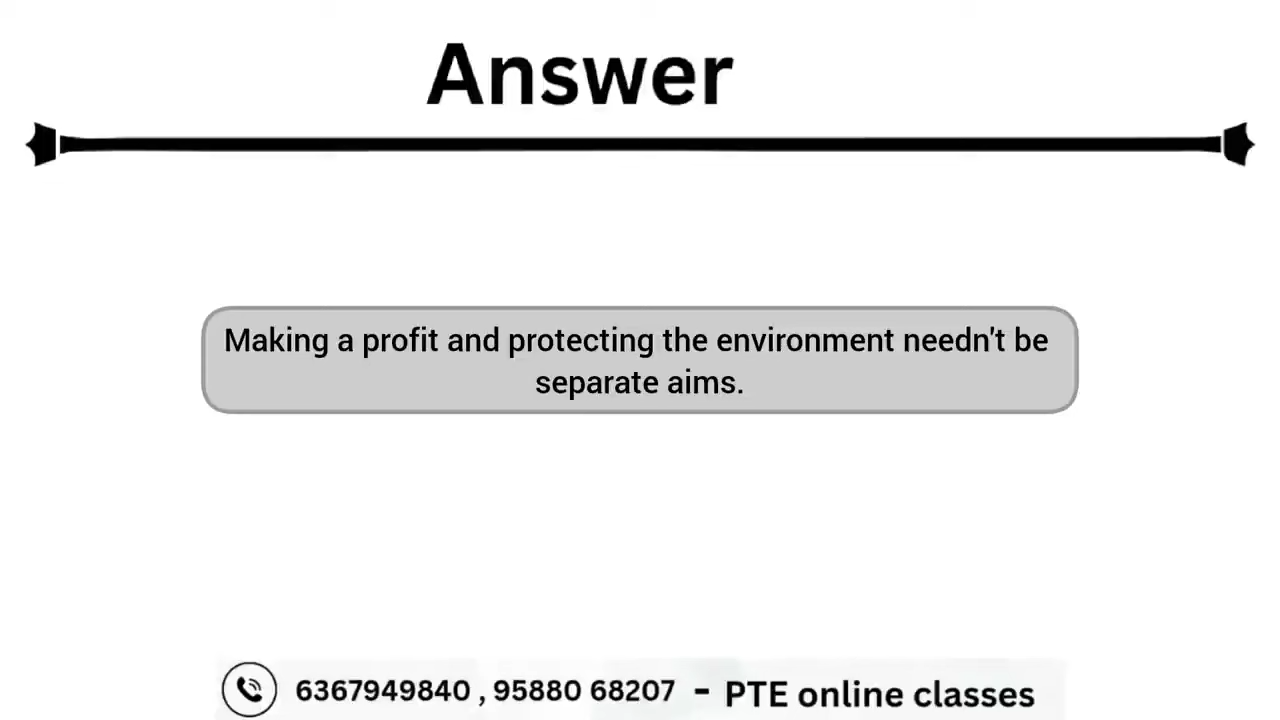 Answer
Making a profit and protecting the environment needn't be
separate aims.
6367949840 , 95880 68207 - PTE online classes